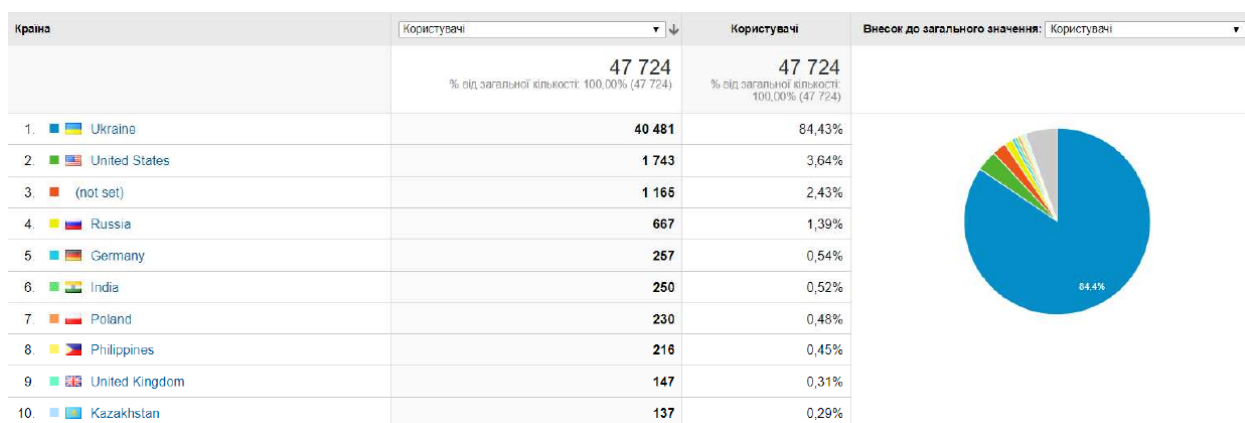 Країна Користувачі Користувачі Внесок до загального значення: Користувачі
47 724 47 724
% від загальної кількості: 100,00% (47 724) % від загальної кількості:
100,00% (47 724)
1. Ukraine 40 481 84,43%
2. United States 1 743 3,64%
3. (not set) 1 165 2,43%
4. Russia 667 1,39%
5. Germany 257 0,54%
6. India 250 0,52%
7. Poland 230 0,48%
8. Philippines 216 0,45%
9. United Kingdom 147 0,31%
10. Kazakhstan 137 0,29%
84.4%